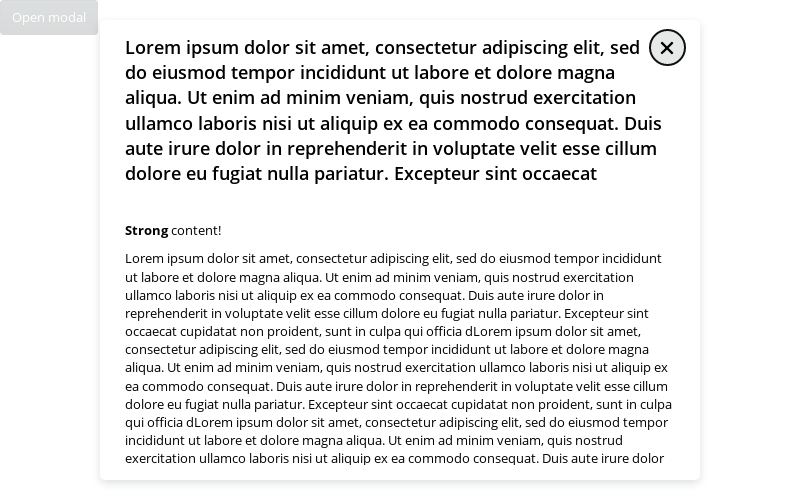 Open modal
Lorem ipsum dolor sit amet, consectetur adipiscing elit, sed
do eiusmod tempor incididunt ut labore et dolore magna
aliqua. Ut enim ad minim veniam, quis nostrud exercitation
ullamco laboris nisi ut aliquip ex ea commodo consequat. Duis
aute irure dolor in reprehenderit in voluptate velit esse cillum
dolore eu fugiat nulla pariatur. Excepteur sint occaecat
Strong content!
Lorem ipsum dolor sit amet, consectetur adipiscing elit, sed do eiusmod tempor incididunt
ut labore et dolore magna aliqua. Ut enim ad minim veniam, quis nostrud exercitation
ullamco laboris nisi ut aliquip ex ea commodo consequat. Duis aute irure dolor in
reprehenderit in voluptate velit esse cillum dolore eu fugiat nulla pariatur. Excepteur sint
occaecat cupidatat non proident, sunt in culpa qui officia dLorem ipsum dolor sit amet,
consectetur adipiscing elit, sed do eiusmod tempor incididunt ut labore et dolore magna
aliqua. Ut enim ad minim veniam, quis nostrud exercitation ullamco laboris nisi ut aliquip ex
ea commodo consequat. Duis aute irure dolor in reprehenderit in voluptate velit esse cillum
dolore eu fugiat nulla pariatur. Excepteur sint occaecat cupidatat non proident, sunt in culpa
qui officia dLorem ipsum dolor sit amet, consectetur adipiscing elit, sed do eiusmod tempor
incididunt ut labore et dolore magna aliqua. Ut enim ad minim veniam, quis nostrud
exercitation ullamco laboris nisi ut aliquip ex ea commodo consequat. Duis aute irure dolor